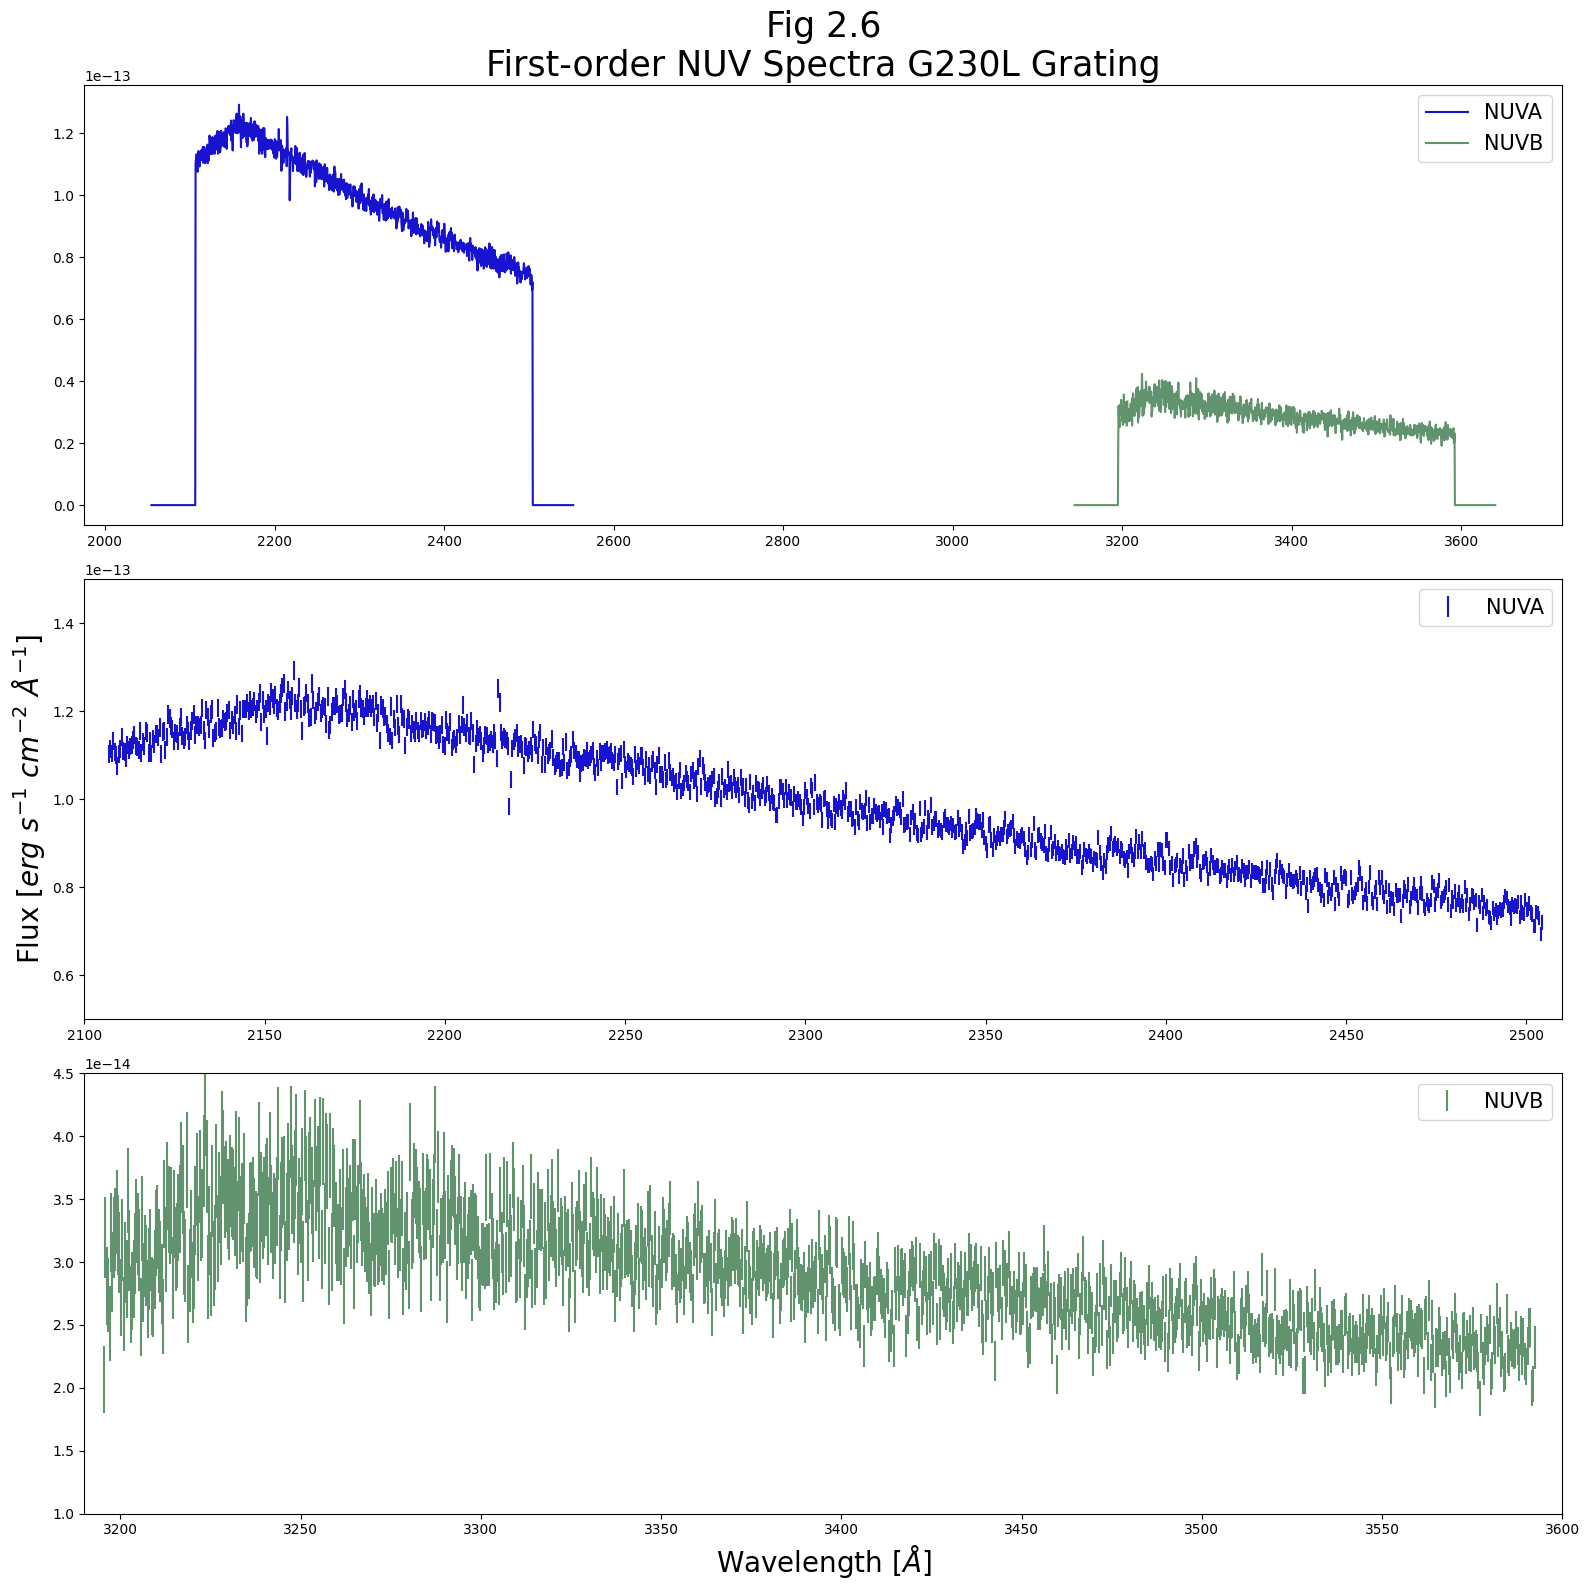 Fig 2.6
First-order NUV Spectra G230L Grating
1e−13
NUVA
NUVB
1.2
1.0
0.8
0.6
0.4
0.2
0.0
2000 2200 2400 2600 2800 3000 3200 3400 3600
1e−13
NUVA
1.4
1.2
1.0
0.8
0.6
2100 2150 2200 2250 2300 2350 2400 2450 2500
Flux [erg s⁻¹ cm⁻² Å⁻¹]
1e−14
NUVB
4.5
4.0
3.5
3.0
2.5
2.0
1.5
1.0
3200 3250 3300 3350 3400 3450 3500 3550 3600
Wavelength [Å]